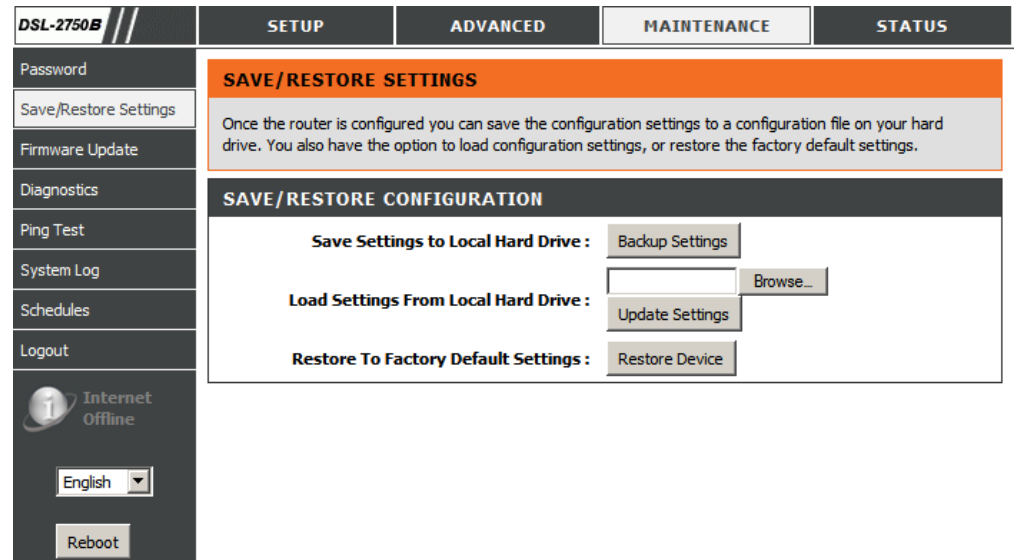 DSL-2750B
SETUP
ADVANCED
MAINTENANCE
STATUS
Password
Save/Restore Settings
Firmware Update
Diagnostics
Ping Test
System Log
Schedules
Logout
Internet
Offline
English
Reboot
SAVE/RESTORE SETTINGS
Once the router is configured you can save the configuration settings to a configuration file on your hard
drive. You also have the option to load configuration settings, or restore the factory default settings.
SAVE/RESTORE CONFIGURATION
Save Settings to Local Hard Drive : Backup Settings
Load Settings From Local Hard Drive : Browse...
Update Settings
Restore To Factory Default Settings : Restore Device